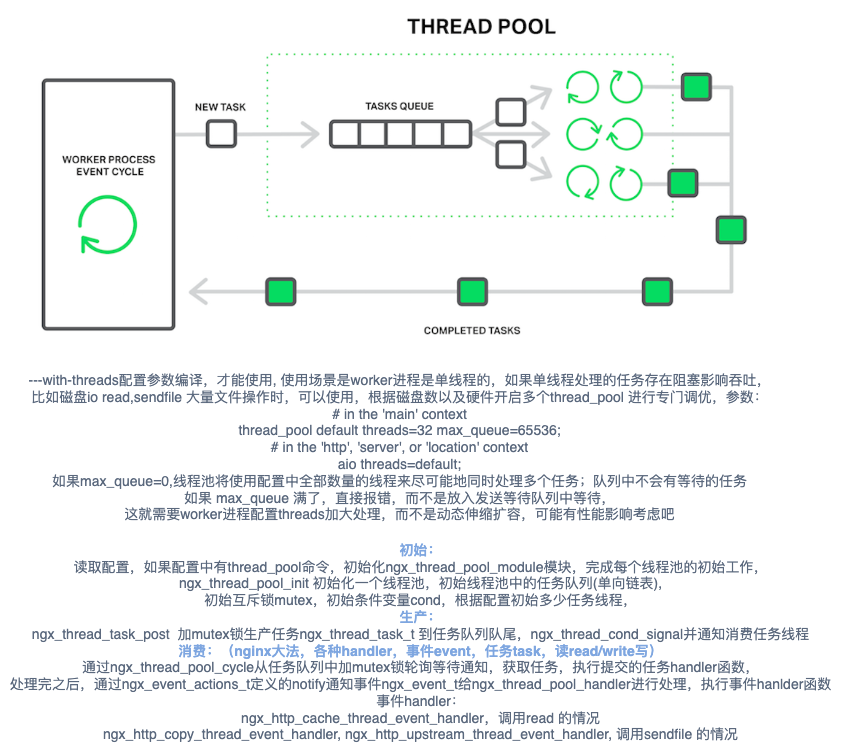 THREAD POOL
NEW TASK
TASKS QUEUE
WORKER PROCESS
EVENT CYCLE
COMPLETED TASKS
---with-threads配置参数编译，才能使用, 使用场景是worker进程是单线程的，如果单线程处理的任务存在阻塞影响吞吐，
比如磁盘io read,sendfile 大量文件操作时，可以使用，根据磁盘数以及硬件开启多个thread_pool 进行专门调优，参数：
# in the 'main' context
thread_pool default threads=32 max_queue=65536;
# in the 'http', 'server', or 'location' context
aio threads=default;
如果max_queue=0,线程池将使用配置中全部数量的线程来尽可能地同时处理多个任务；队列中不会有等待的任务
如果 max_queue 满了，直接报错，而不是放入发送等待队列中等待，
这就需要worker进程配置threads加大处理，而不是动态伸缩扩容，可能有性能影响考虑吧
初始：
读取配置，如果配置中有thread_pool命令，初始化ngx_thread_pool_module模块，完成每个线程池的初始工作，
ngx_thread_pool_init 初始化一个线程池，初始线程池中的任务队列(单向链表)，
初始互斥锁mutex，初始条件变量cond，根据配置初始多少任务线程，
生产：
ngx_thread_task_post 加mutex锁生产任务ngx_thread_task_t 到任务队列队尾，ngx_thread_cond_signal并通知消费任务线程
消费：（nginx大法，各种handler，事件event，任务task，读read/write写）
通过ngx_thread_pool_cycle从任务队列中加mutex锁轮询等待通知，获取任务，执行提交的任务handler函数，
处理完之后，通过ngx_event_actions_t定义的notify通知事件ngx_event_t给ngx_thread_pool_handler进行处理，执行事件hanlder函数
事件handler：
ngx_http_cache_thread_event_handler，调用read 的情况
ngx_http_copy_thread_event_handler, ngx_http_upstream_thread_event_handler, 调用sendfile 的情况